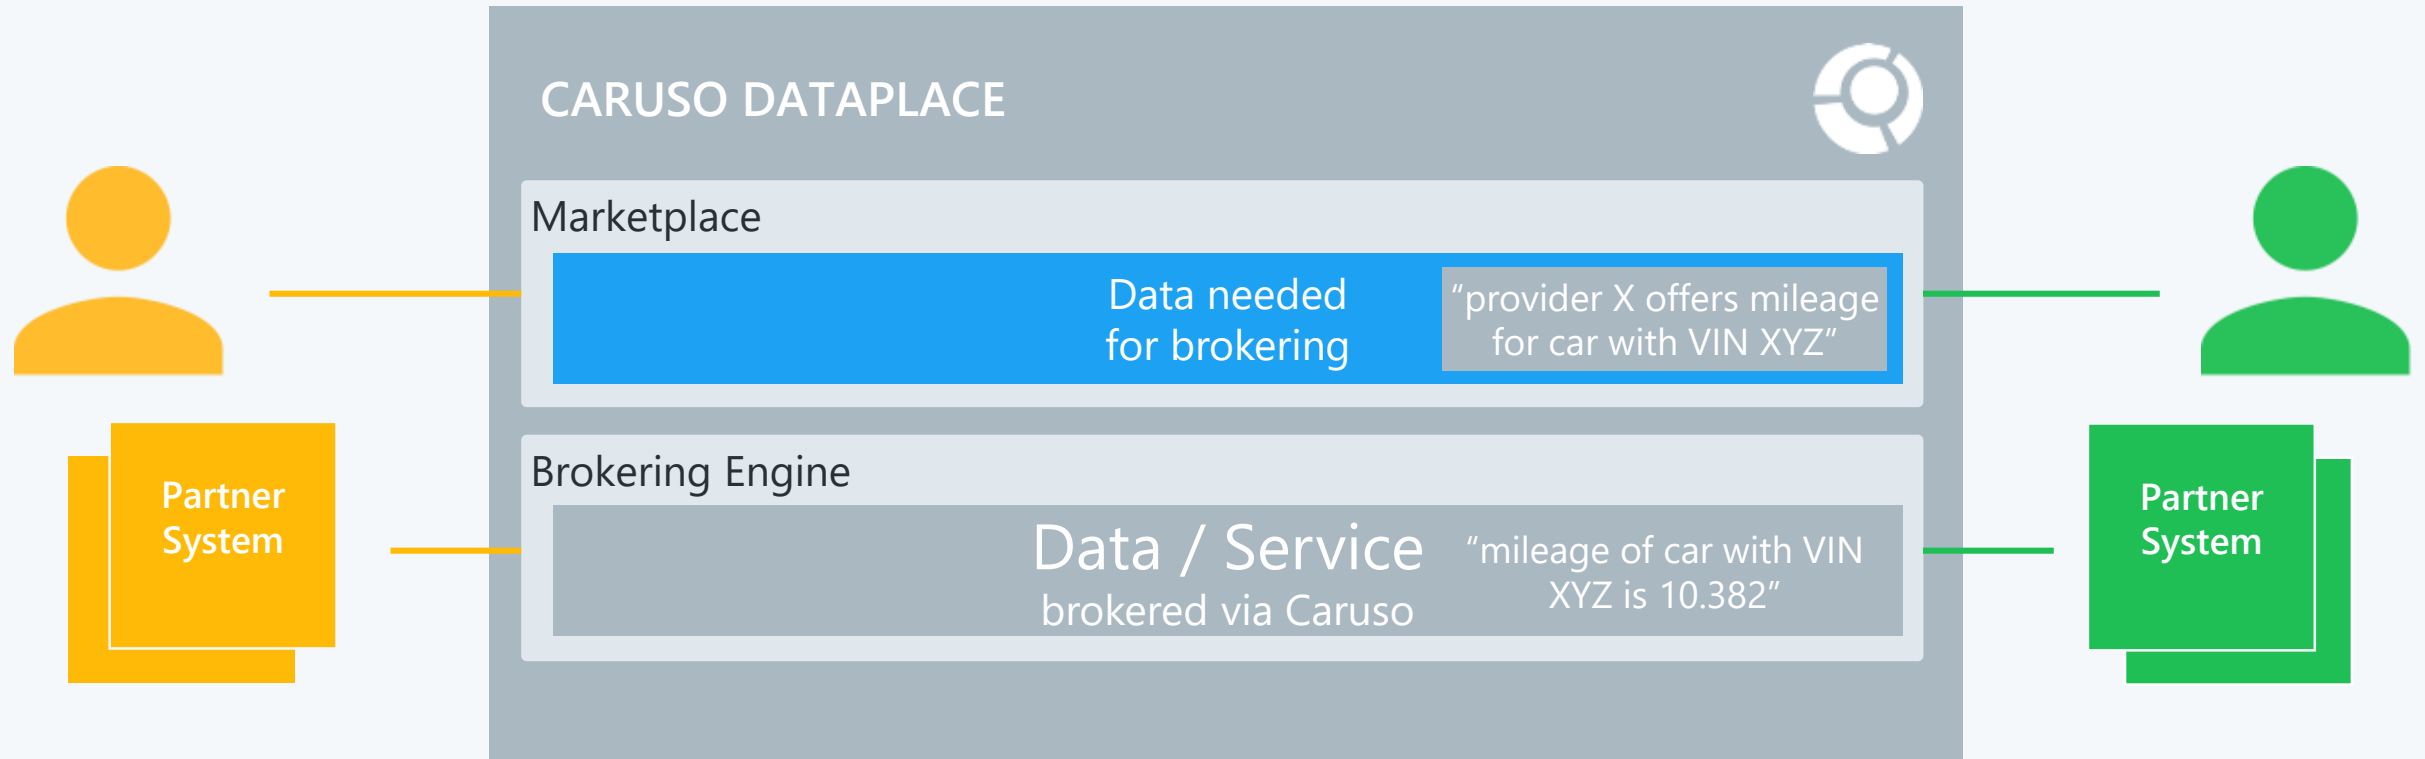 CARUSO DATAPLACE
Marketplace
Data needed
for brokering
“provider X offers mileage
for car with VIN XYZ”
Brokering Engine
Data / Service
brokered via Caruso
“mileage of car with VIN
XYZ is 10.382”
Partner
System
Partner
System